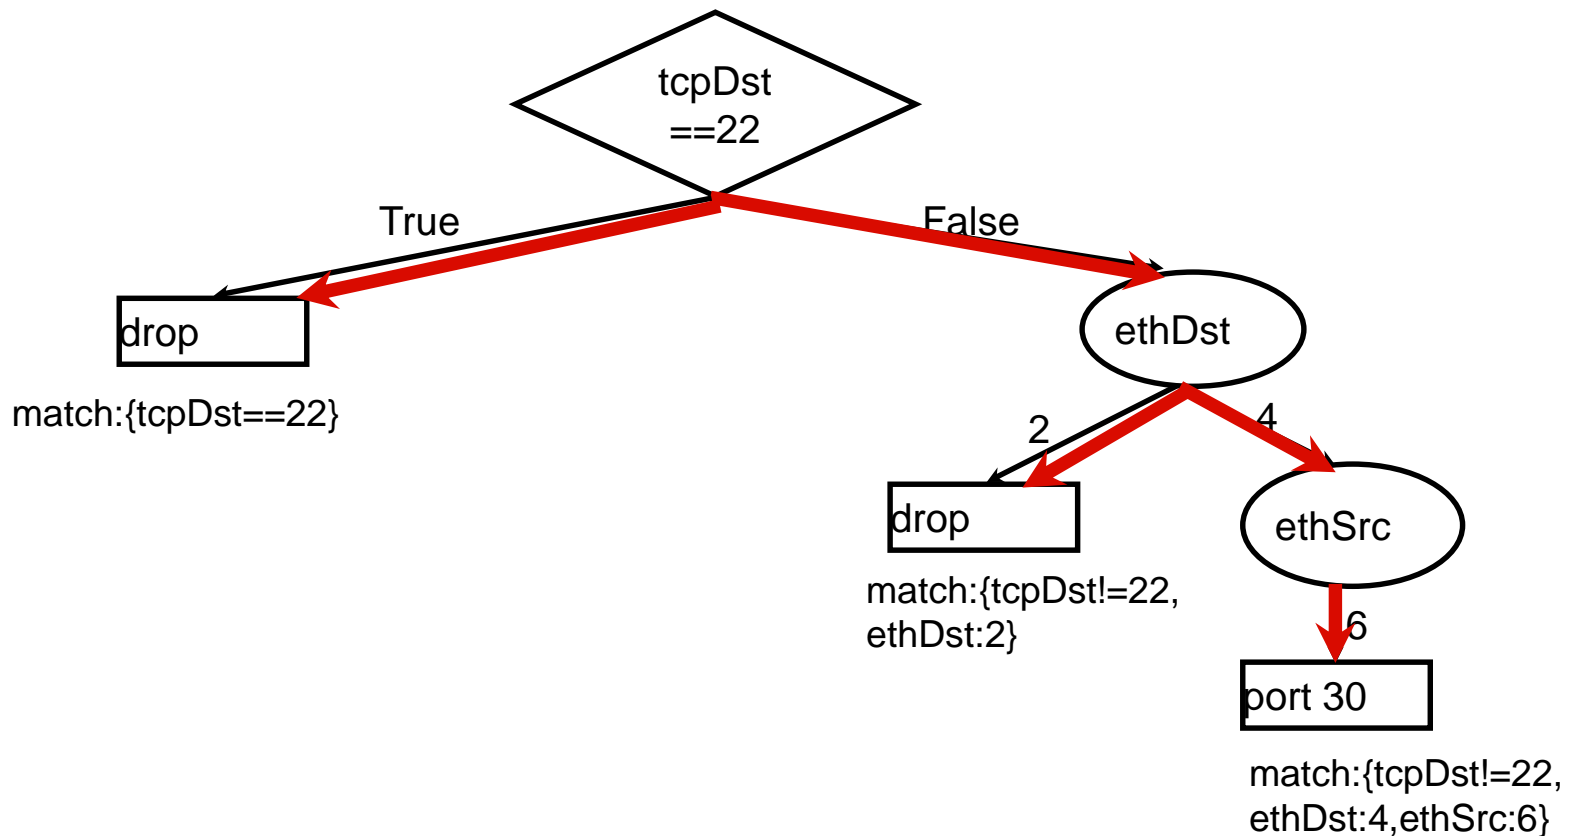 tcpDst
==22
True
False
drop
ethDst
match:{tcpDst==22}
2
4
drop
ethSrc
match:{tcpDst!=22,
ethDst:2}
6
port 30
match:{tcpDst!=22,
ethDst:4,ethSrc:6}